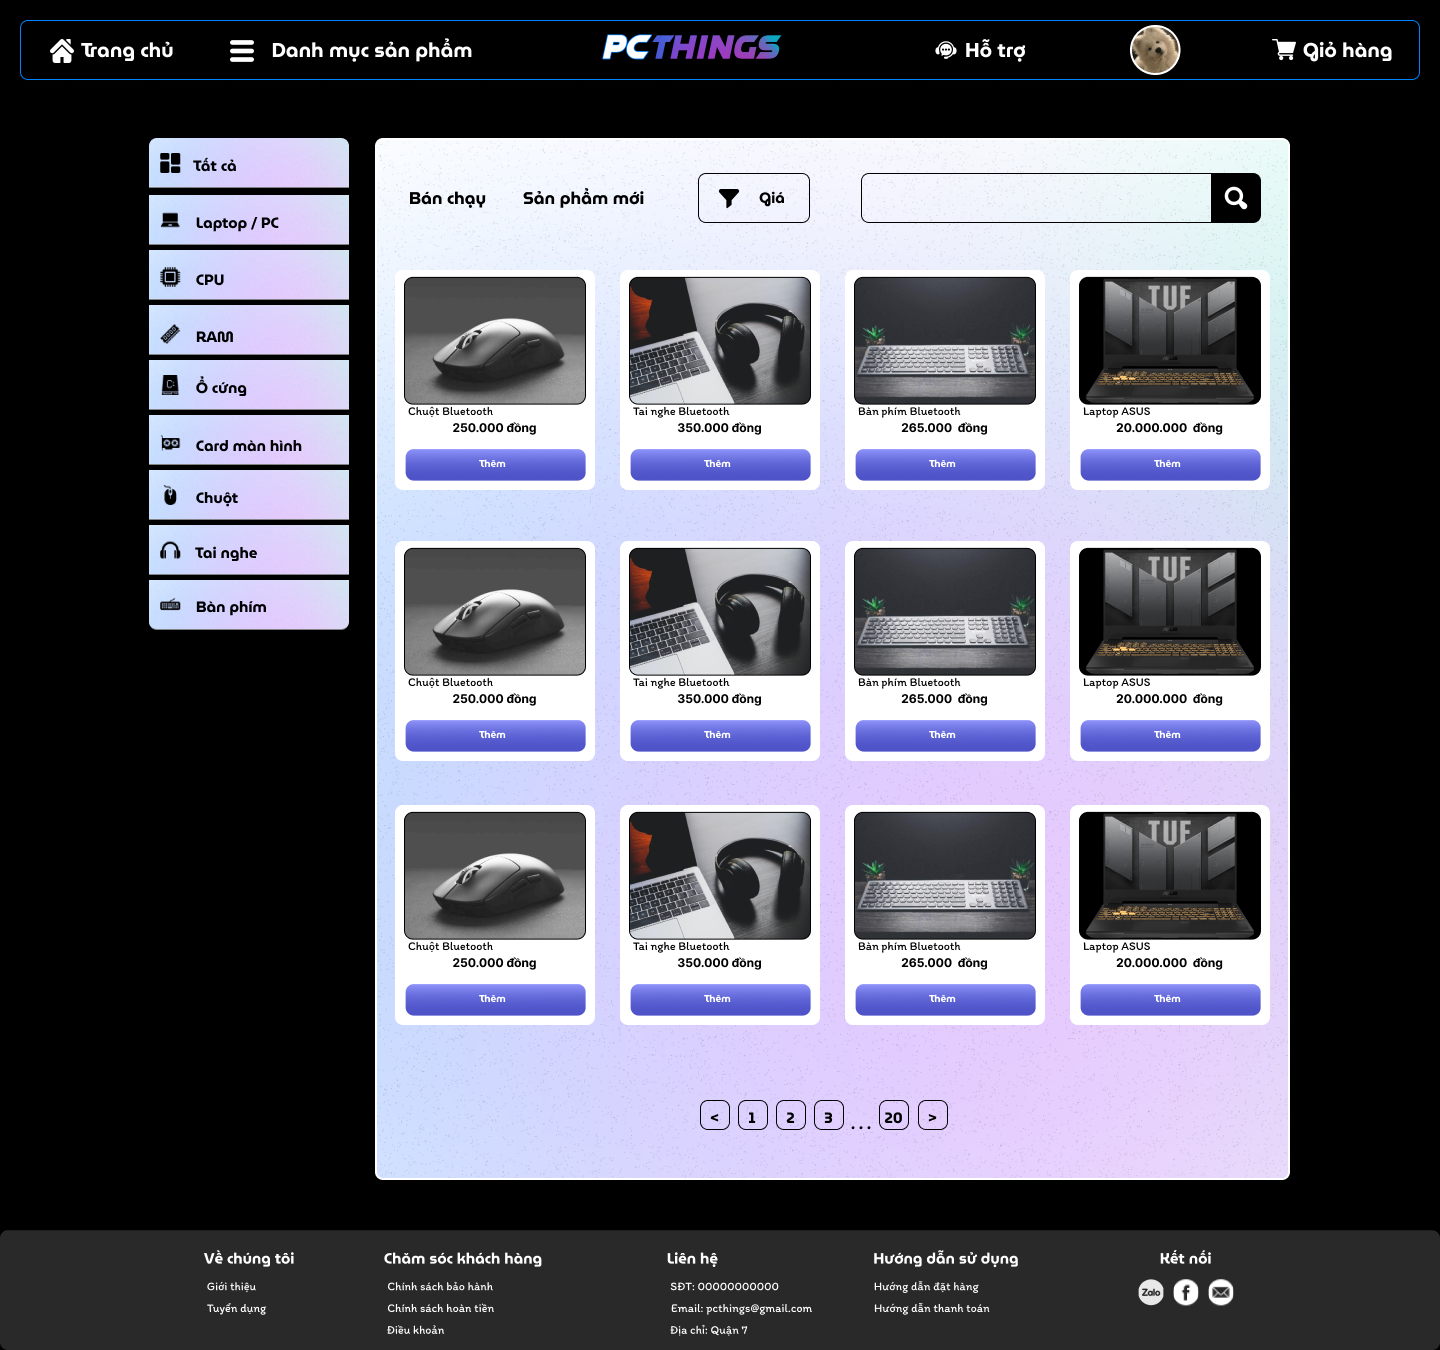 Trang chủ
Danh mục sản phẩm
PCTHINGS
Hỗ trợ
Giỏ hàng
Tất cả
Laptop / PC
CPU
RAM
Ổ cứng
C:
Card màn hình
Chuột
Tai nghe
Bàn phím
Bán chạy
Sản phẩm mới
Giá
TUF
Chuột Bluetooth
250.000 đồng
Thêm
Tai nghe Bluetooth
350.000 đồng
Thêm
Bàn phím Bluetooth
265.000 đồng
Thêm
Laptop ASUS
20.000.000 đồng
Thêm
TUF
Chuột Bluetooth
250.000 đồng
Thêm
Tai nghe Bluetooth
350.000 đồng
Thêm
Bàn phím Bluetooth
265.000 đồng
Thêm
Laptop ASUS
20.000.000 đồng
Thêm
TUF
Chuột Bluetooth
250.000 đồng
Thêm
Tai nghe Bluetooth
350.000 đồng
Thêm
Bàn phím Bluetooth
265.000 đồng
Thêm
Laptop ASUS
20.000.000 đồng
Thêm
< 1 2 3 ... 20 >
Về chúng tôi
Giới thiệu
Tuyển dụng
Chăm sóc khách hàng
Chính sách bảo hành
Chính sách hoàn tiền
Điều khoản
Liên hệ
SĐT: 00000000000
Email: pcthings@gmail.com
Địa chỉ: Quận 7
Hướng dẫn sử dụng
Hướng dẫn đặt hàng
Hướng dẫn thanh toán
Kết nối
Zalo